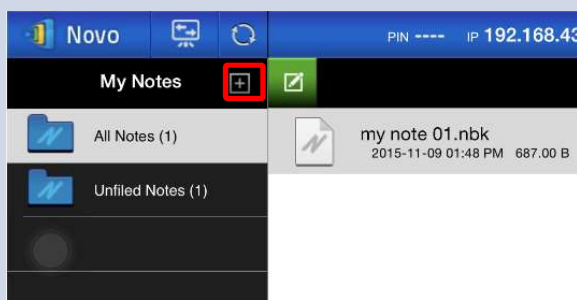 Novo
PIN ---- IP 192.168.43
My Notes
All Notes (1)
my note 01.nbk
2015-11-09 01:48 PM 687.00 B
Unfiled Notes (1)